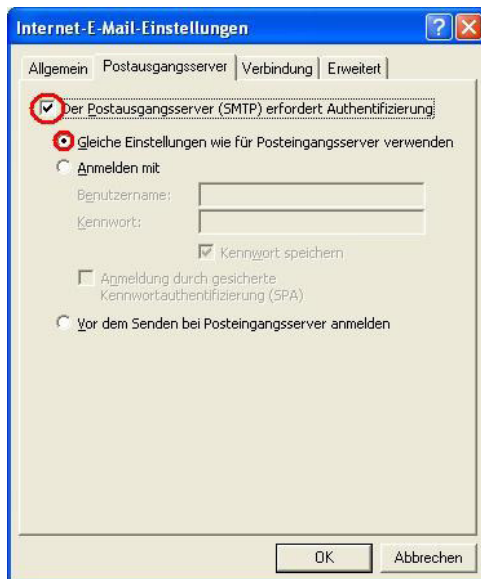 Internet-E-Mail-Einstellungen
Allgemein Postausgangsserver Verbindung Erweitert
Der Postausgangsserver (SMTP) erfordert Authentifizierung
Gleiche Einstellungen wie für Posteingangsserver verwenden
Anmelden mit
Benutzername:
Kennwort:
Kennwort speichern
Anmeldung durch gesicherte
Kennwortauthentifizierung (SPA)
Vor dem Senden bei Posteingangsserver anmelden
OK Abbrechen